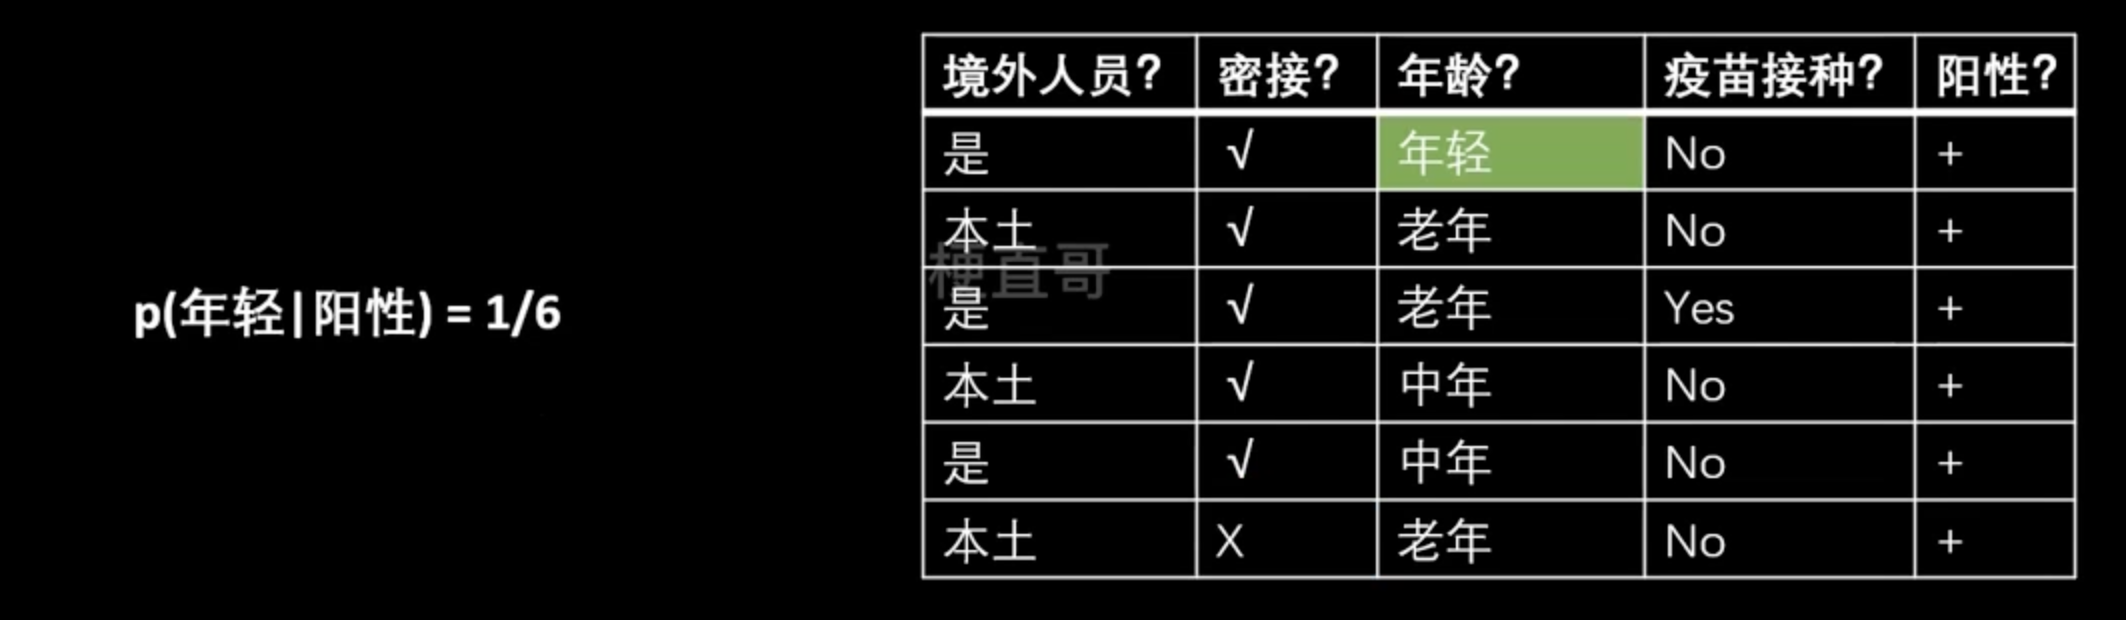 p(年轻|阳性) = 1/6
境外人员? 密接? 年龄? 疫苗接种? 阳性?
是 √ 年轻 No +
本土 √ 老年 No +
梗直哥
是 √ 老年 Yes +
本土 √ 中年 No +
是 √ 中年 No +
本土 X 老年 No +